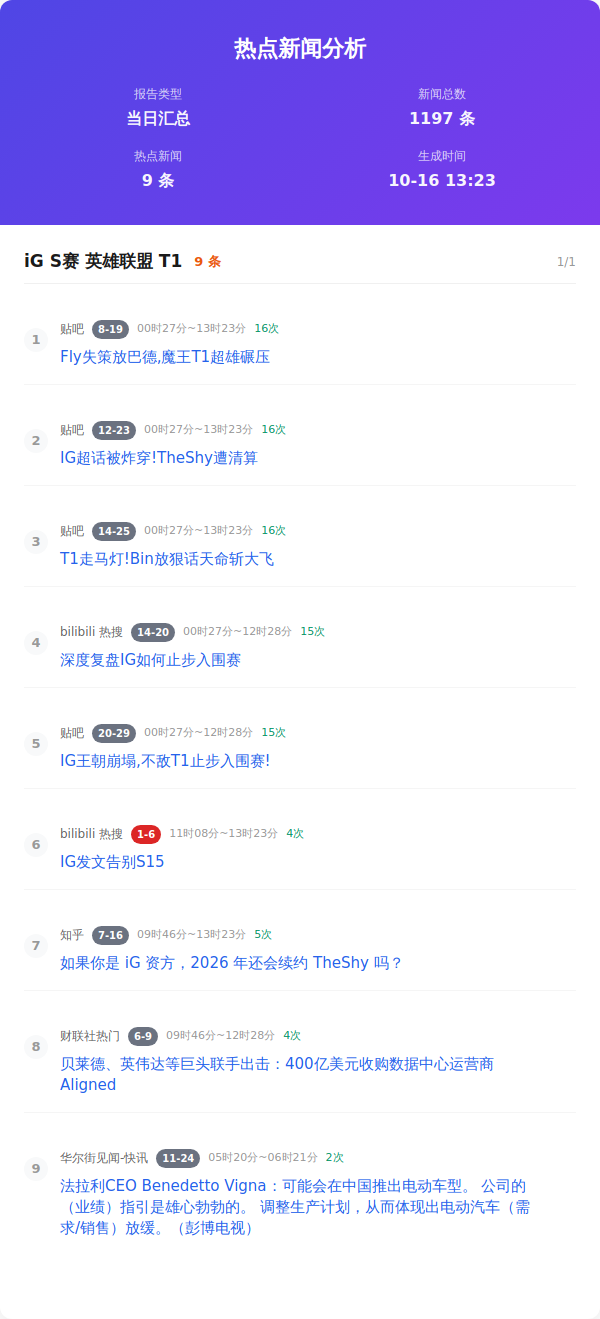 热点新闻分析
报告类型
新闻总数
当日汇总
1197 条
热点新闻
生成时间
9 条
10-16 13:23
iG S赛 英雄联盟 T1 9 条 1/1
1
贴吧 8-19 00时27分~13时23分 16次
Fly失策放巴德,魔王T1超雄碾压
2
贴吧 12-23 00时27分~13时23分 16次
IG超话被炸穿!TheShy遭清算
3
贴吧 14-25 00时27分~13时23分 16次
T1走马灯!Bin放狠话天命斩大飞
4
bilibili 热搜 14-20 00时27分~12时28分 15次
深度复盘IG如何止步入围赛
5
贴吧 20-29 00时27分~12时28分 15次
IG王朝崩塌,不敌T1止步入围赛!
6
bilibili 热搜 1-6 11时08分~13时23分 4次
IG发文告别S15
7
知乎 7-16 09时46分~13时23分 5次
如果你是 iG 资方，2026 年还会续约 TheShy 吗？
8
财联社热门 6-9 09时46分~12时28分 4次
贝莱德、英伟达等巨头联手出击：400亿美元收购数据中心运营商
Aligned
9
华尔街见闻-快讯 11-24 05时20分~06时21分 2次
法拉利CEO Benedetto Vigna：可能会在中国推出电动车型。 公司的
（业绩）指引是雄心勃勃的。 调整生产计划，从而体现出电动汽车（需
求/销售）放缓。（彭博电视）